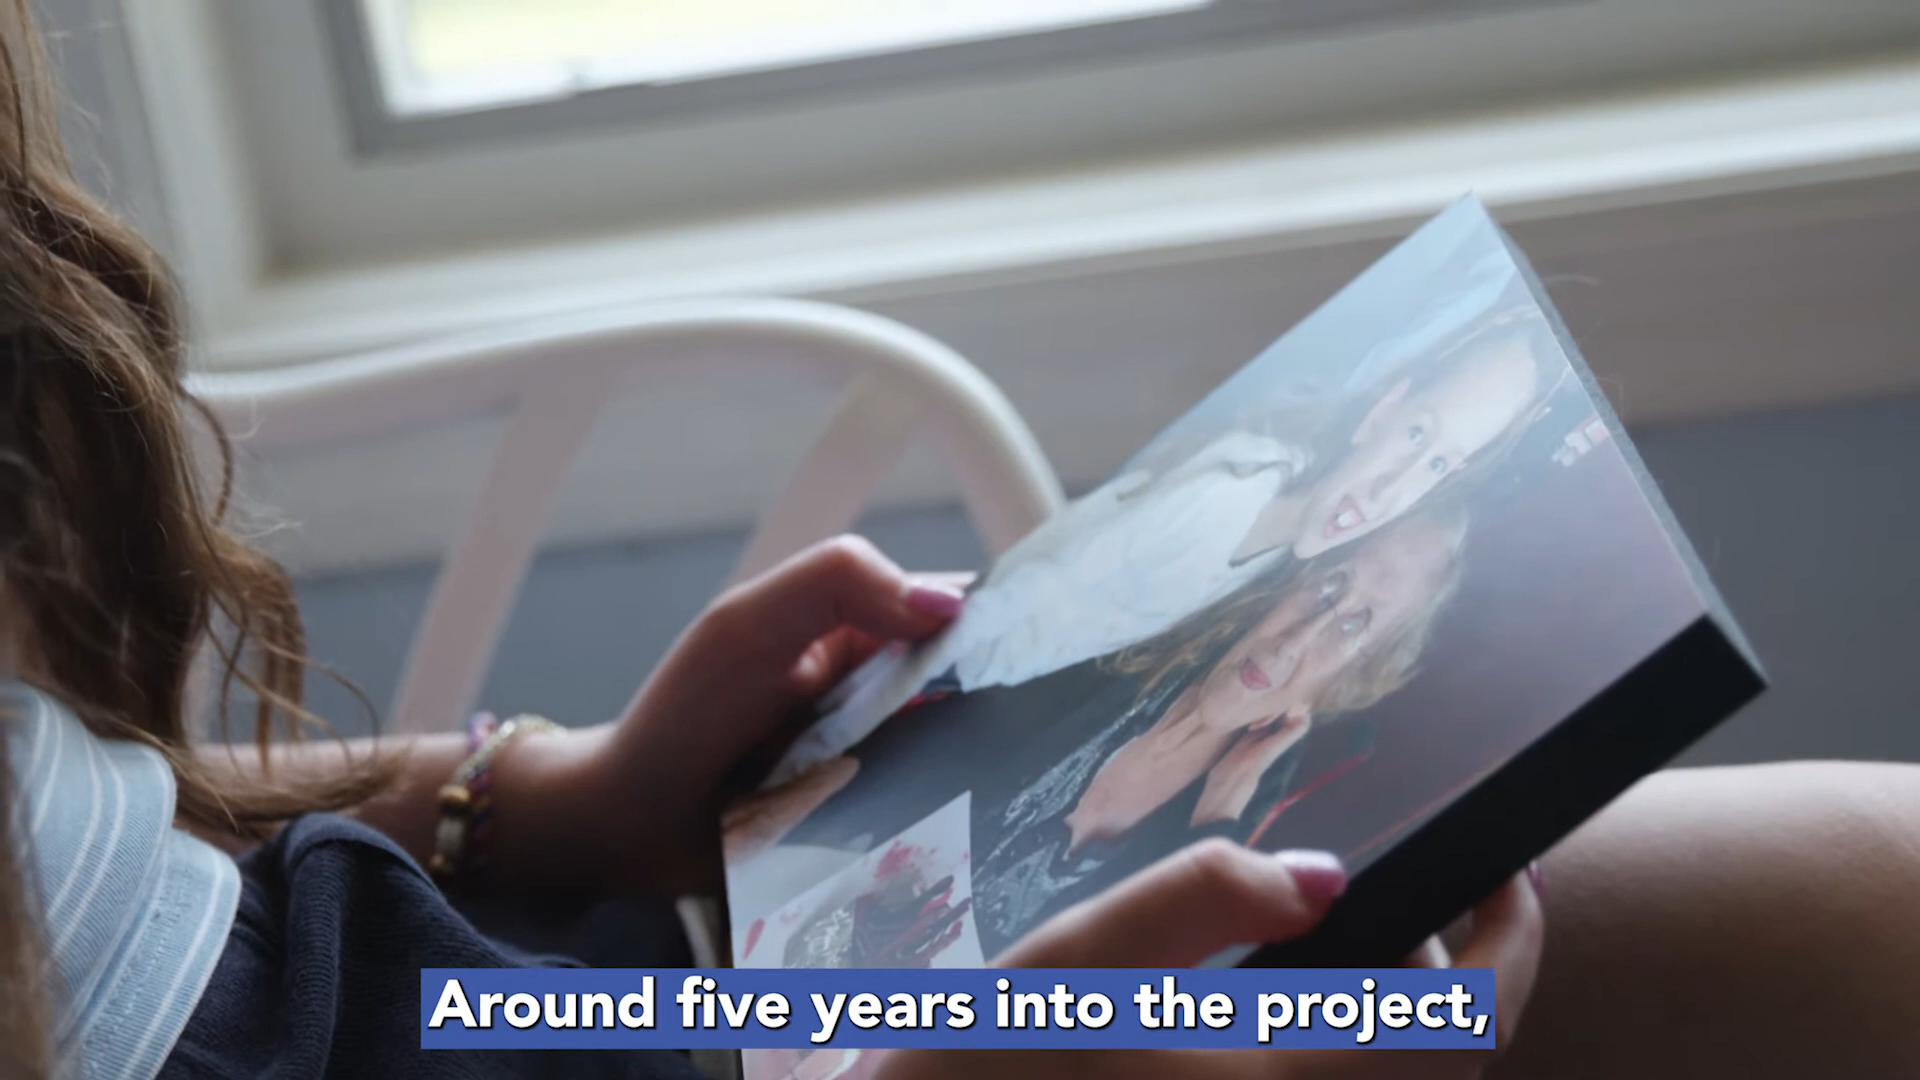 Around five years into the project,